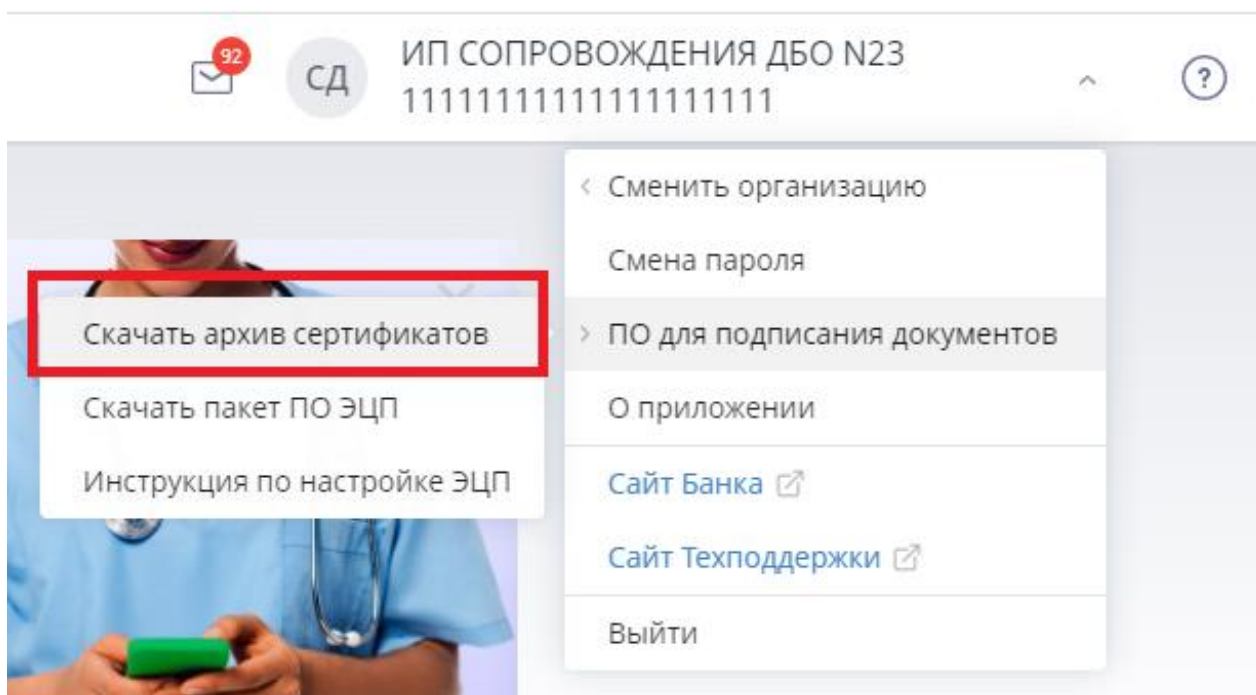 92
СД
ИП СОПРОВОЖДЕНИЯ ДБО N23
11111111111111111111
?
Сменить организацию
Смена пароля
Скачать архив сертификатов
ПО для подписания документов
Скачать пакет ПО ЭЦП
О приложении
Инструкция по настройке ЭЦП
Сайт Банка
Сайт Техподдержки
Выйти